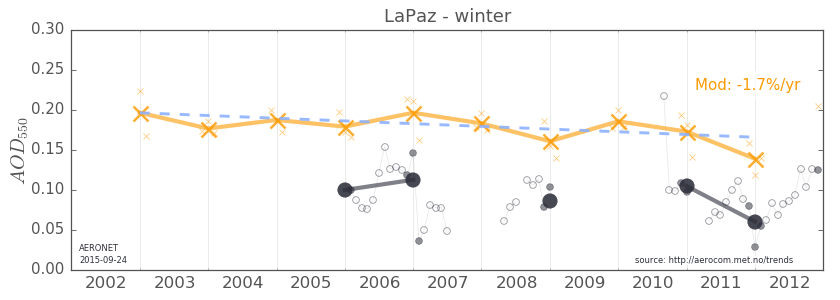 LaPaz - winter
0.30
0.25
0.20
0.15
0.10
0.05
0.00
AOD550
Mod: -1.7%/yr
AERONET
2015-09-24
source: http://aerocom.met.no/trends
2002 2003 2004 2005 2006 2007 2008 2009 2010 2011 2012